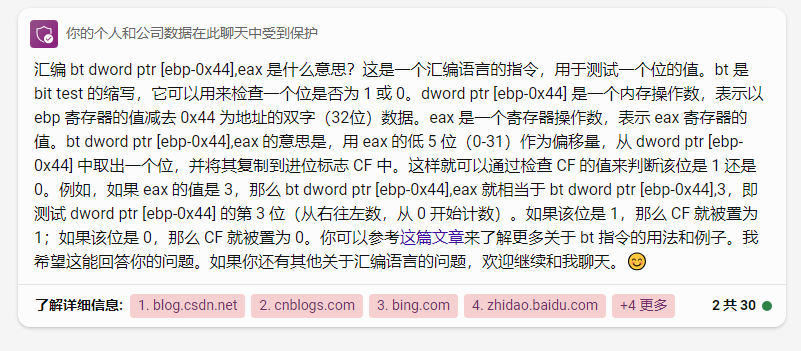 你的个人和公司数据在此聊天中受到保护
汇编 bt dword ptr [ebp-0x44],eax 是什么意思？这是一个汇编语言的指令，用于测试一个位的值。bt 是
bit test 的缩写，它可以用来检查一个位是否为 1 或 0。dword ptr [ebp-0x44] 是一个内存操作数，表示以
ebp 寄存器的值减去 0x44 为地址的双字（32位）数据。eax 是一个寄存器操作数，表示 eax 寄存器的
值。bt dword ptr [ebp-0x44],eax 的意思是，用 eax 的低 5 位（0-31）作为偏移量，从 dword ptr [ebp-
0x44] 中取出一个位，并将其复制到进位标志 CF 中。这样就可以通过检查 CF 的值来判断该位是 1 还是
0。例如，如果 eax 的值是 3，那么 bt dword ptr [ebp-0x44],eax 就相当于 bt dword ptr [ebp-0x44],3，即
测试 dword ptr [ebp-0x44] 的第 3 位（从右往左数，从 0 开始计数）。如果该位是 1，那么 CF 就被置为
1；如果该位是 0，那么 CF 就被置为 0。你可以参考这篇文章来了解更多关于 bt 指令的用法和例子。我
希望这能回答你的问题。如果你还有其他关于汇编语言的问题，欢迎继续和我聊天。😊
了解详细信息: 1. blog.csdn.net 2. cnblogs.com 3. bing.com 4. zhidao.baidu.com +4 更多 2 共 30